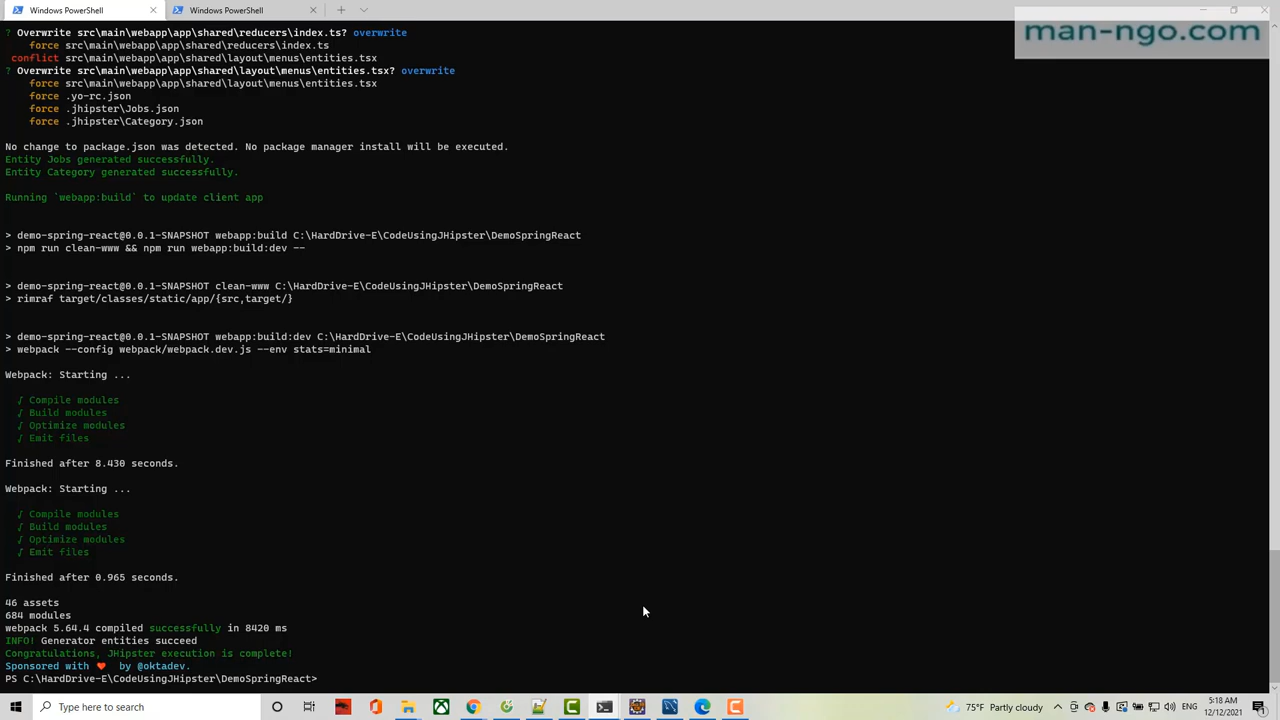 Windows PowerShell
Windows PowerShell
man-ngo.com
? Overwrite src\main\webapp\app\shared\reducers\index.ts? overwrite
force src\main\webapp\app\shared\reducers\index.ts
conflict src\main\webapp\app\shared\layout\menus\entities.tsx
? Overwrite src\main\webapp\app\shared\layout\menus\entities.tsx? overwrite
force src\main\webapp\app\shared\layout\menus\entities.tsx
force .yo-rc.json
force .jhipster\Jobs.json
force .jhipster\Category.json
No change to package.json was detected. No package manager install will be executed.
Entity Jobs generated successfully.
Entity Category generated successfully.
Running `webapp:build` to update client app
> demo-spring-react@0.0.1-SNAPSHOT webapp:build C:\HardDrive-E\CodeUsingJHipster\DemoSpringReact
> npm run clean-www && npm run webapp:build:dev --
> demo-spring-react@0.0.1-SNAPSHOT clean-www C:\HardDrive-E\CodeUsingJHipster\DemoSpringReact
> rimraf target/classes/static/app/{src,target/}
> demo-spring-react@0.0.1-SNAPSHOT webapp:build:dev C:\HardDrive-E\CodeUsingJHipster\DemoSpringReact
> webpack --config webpack/webpack.dev.js --env stats=minimal
Webpack: Starting ...
√ Compile modules
√ Build modules
√ Optimize modules
√ Emit files
Finished after 8.430 seconds.
Webpack: Starting ...
√ Compile modules
√ Build modules
√ Optimize modules
√ Emit files
Finished after 0.965 seconds.
46 assets
684 modules
webpack 5.64.4 compiled successfully in 8420 ms
INFO! Generator entities succeed
Congratulations, JHipster execution is complete!
Sponsored with ❤ by @oktadev.
PS C:\HardDrive-E\CodeUsingJHipster\DemoSpringReact>
Type here to search
75°F Partly cloudy
ENG
5:18 AM
12/12/2021